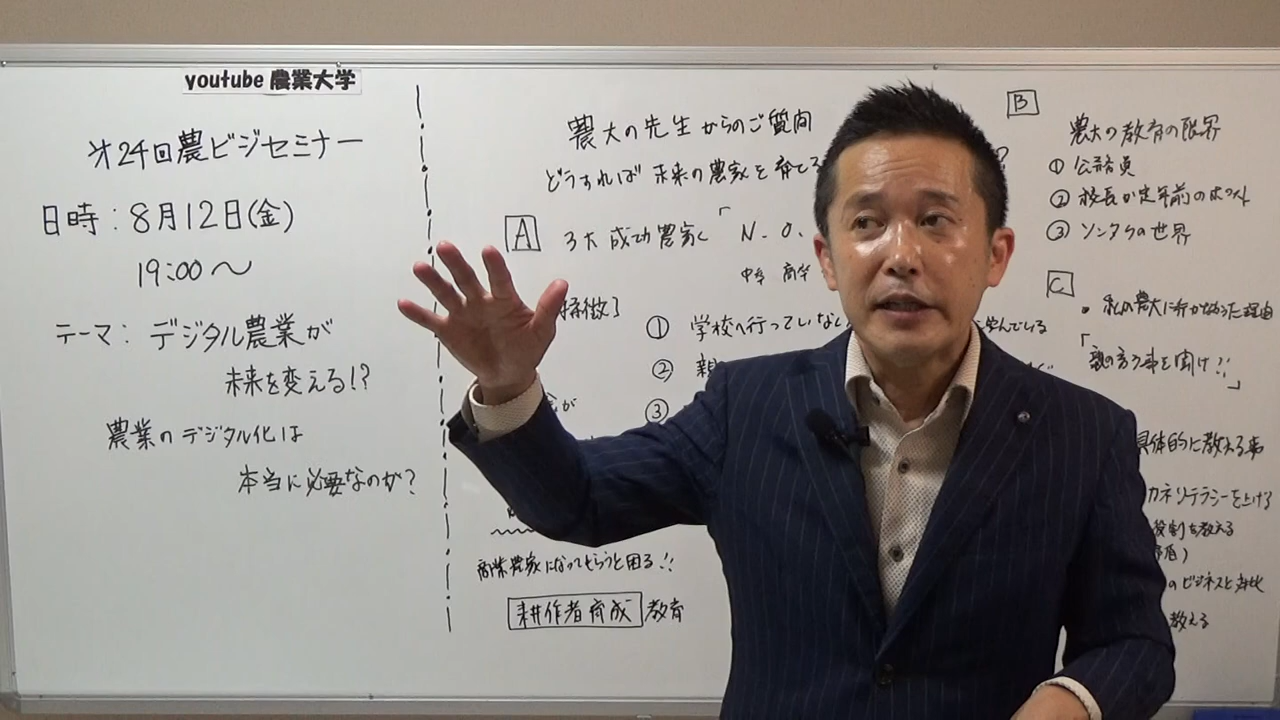 youtube 農業大学
才24回農ビジセミナー
日時：8月12日(金)
19:00〜
テーマ：デジタル農業が
未来を変える!?
農業のデジタル化は
本当に必要なのか？
農大の先生からのご質問
どうすれば 未来の農家を育てる
?
A
3大成功農家く「N.O.
中卒 高卒
特徴」
① 学校へ行っていない
学んでいる
② 親
③
が
商業農家になってもらうと困る!!
耕作者育成 教育
B
農大の教育の限界
① 公務員
② 校長が定年前のポスト
③ ソンタクの世界
C
・私の農大に行かなかった理由
「親の言う事を聞け!!」
具体的に教える事
カネリテラシーを上げる
役割を教える
のビジネスと対比
教える